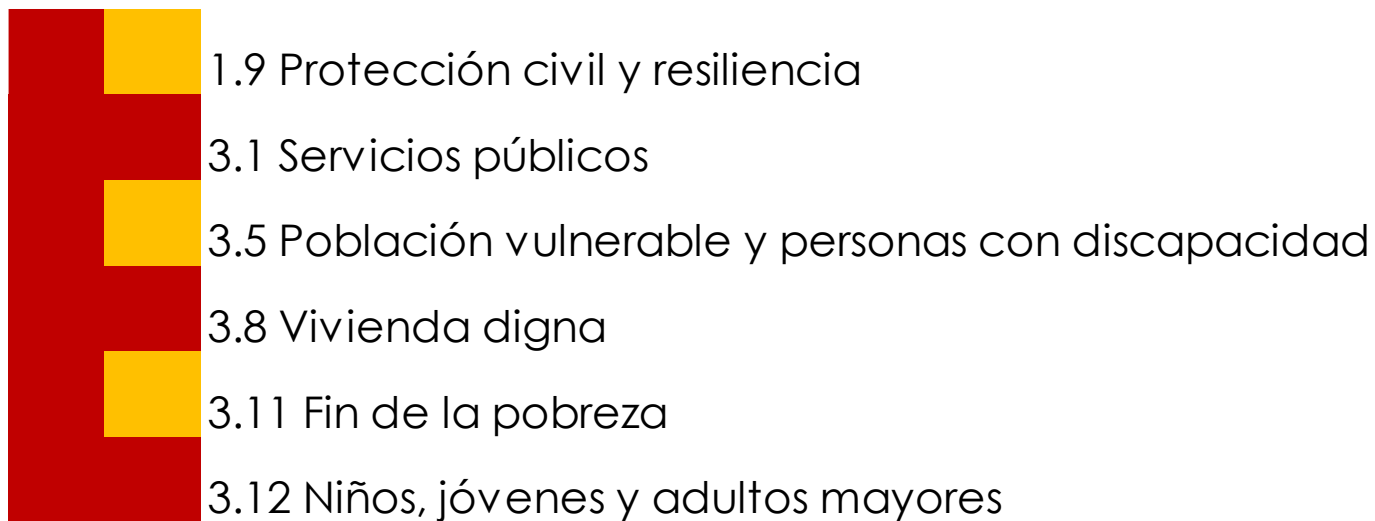 1.9 Protección civil y resiliencia
3.1 Servicios públicos
3.5 Población vulnerable y personas con discapacidad
3.8 Vivienda digna
3.11 Fin de la pobreza
3.12 Niños, jóvenes y adultos mayores